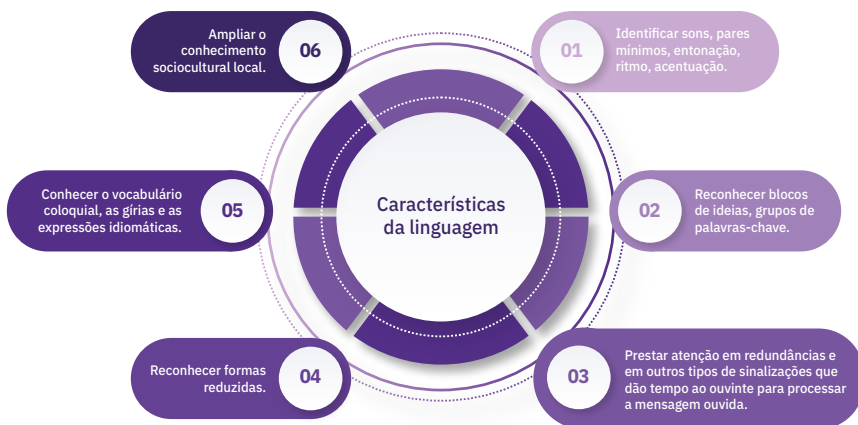 Características
da linguagem
01
Identificar sons, pares
mínimos, entonação,
ritmo, acentuação.
02
Reconhecer blocos
de ideias, grupos de
palavras-chave.
03
Prestar atenção em redundâncias e
em outros tipos de sinalizações que
dão tempo ao ouvinte para processar
a mensagem ouvida.
04
Reconhecer formas
reduzidas.
05
Conhecer o vocabulário
coloquial, as gírias e as
expressões idiomáticas.
06
Ampliar o
conhecimento
sociocultural local.